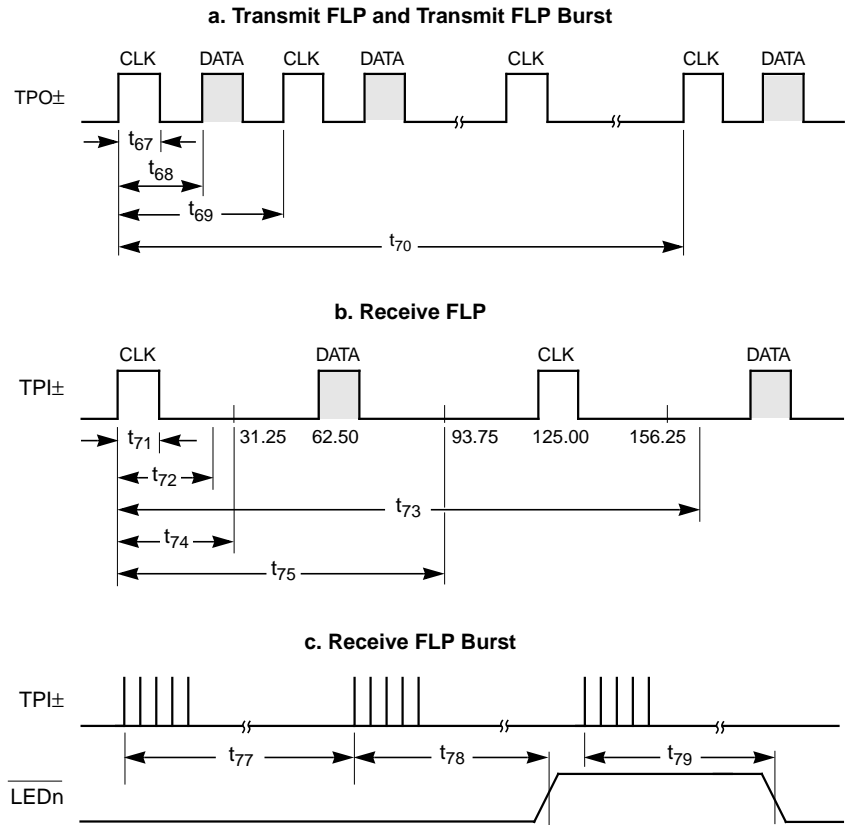 a. Transmit FLP and Transmit FLP Burst
CLK DATA CLK DATA CLK CLK DATA
TPO±
t67
t68
t69
t70
b. Receive FLP
CLK DATA CLK DATA
TPI±
t71 31.25 62.50 93.75 125.00 156.25
t72
t73
t74
t75
c. Receive FLP Burst
TPI±
t77 t78 t79
LEDn